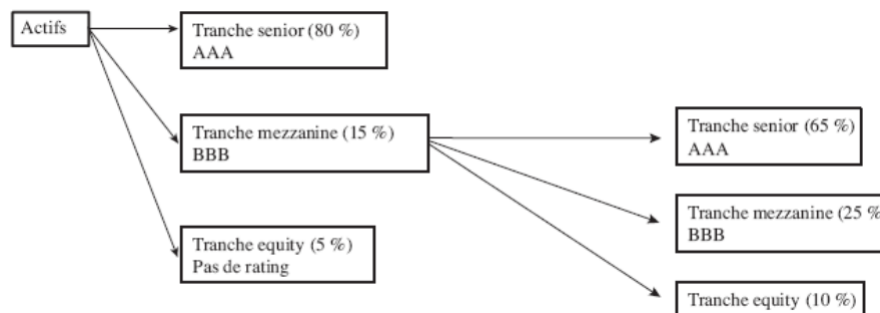 Actifs
Tranche senior (80 %)
AAA
Tranche mezzanine (15 %)
BBB
Tranche equity (5 %)
Pas de rating
Tranche senior (65 %)
AAA
Tranche mezzanine (25 %
BBB
Tranche equity (10 %)